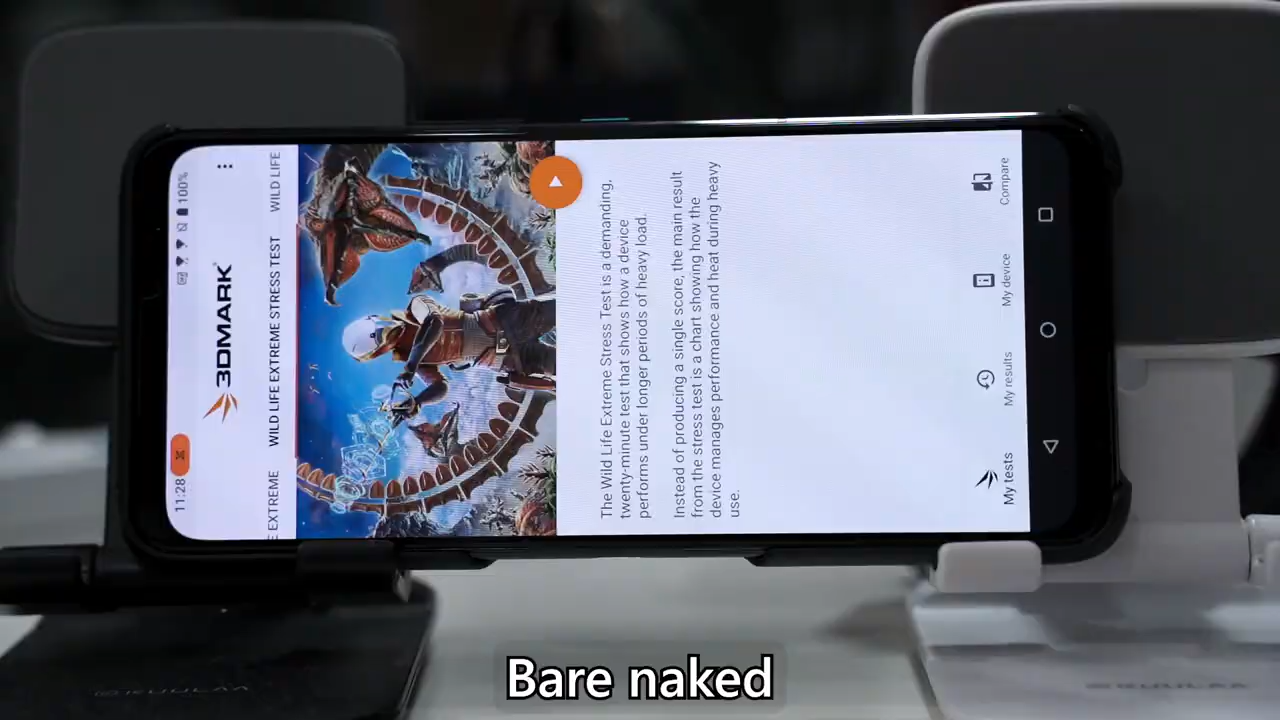 11:28
100%
3DMARK
E EXTREME
WILD LIFE EXTREME STRESS TEST
WILD LIFE
The Wild Life Extreme Stress Test is a demanding,
twenty-minute test that shows how a device
performs under longer periods of heavy load.
Instead of producing a single score, the main result
from the stress test is a chart showing how the
device manages performance and heat during heavy
use.
My tests
My results
My device
Compare
Bare naked